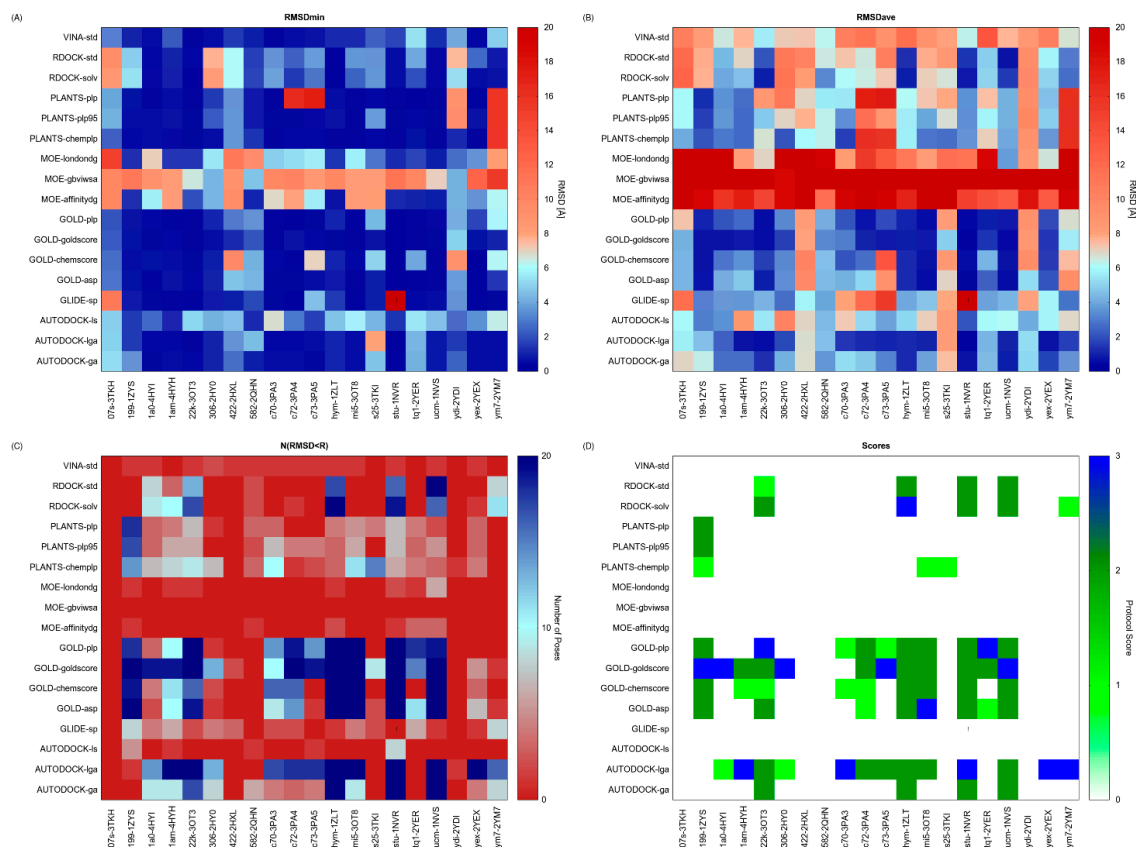 (A)
RMSDmin
VINA-std
RDOCK-std
RDOCK-solv
PLANTS-plp
PLANTS-plp95
PLANTS-chemplp
MOE-londondg
MOE-gbviwsa
MOE-affinitydg
GOLD-plp
GOLD-goldscore
GOLD-chemscore
GOLD-asp
GLIDE-sp
AUTODOCK-ls
AUTODOCK-lga
AUTODOCK-ga
07s-3TKH
199-1ZYS
1a0-4HYI
1am-4HYH
22k-3OT3
306-2HY0
422-2HXL
582-2QHN
c70-3PA3
c72-3PA4
c73-3PA5
hym-1ZLT
mi5-3OT8
s25-3TKI
stu-1NVR
tq1-2YER
ucm-1NVS
ydi-2YDI
yex-2YEX
ym7-2YM7
20
18
16
14
12
10
8
6
4
2
0
RMSD [A]
(B)
RMSDave
VINA-std
RDOCK-std
RDOCK-solv
PLANTS-plp
PLANTS-plp95
PLANTS-chemplp
MOE-londondg
MOE-gbviwsa
MOE-affinitydg
GOLD-plp
GOLD-goldscore
GOLD-chemscore
GOLD-asp
GLIDE-sp
AUTODOCK-ls
AUTODOCK-lga
AUTODOCK-ga
07s-3TKH
199-1ZYS
1a0-4HYI
1am-4HYH
22k-3OT3
306-2HY0
422-2HXL
582-2QHN
c70-3PA3
c72-3PA4
c73-3PA5
hym-1ZLT
mi5-3OT8
s25-3TKI
stu-1NVR
tq1-2YER
ucm-1NVS
ydi-2YDI
yex-2YEX
ym7-2YM7
20
18
16
14
12
10
8
6
4
2
0
RMSD [A]
(C)
N(RMSD<R)
VINA-std
RDOCK-std
RDOCK-solv
PLANTS-plp
PLANTS-plp95
PLANTS-chemplp
MOE-londondg
MOE-gbviwsa
MOE-affinitydg
GOLD-plp
GOLD-goldscore
GOLD-chemscore
GOLD-asp
GLIDE-sp
AUTODOCK-ls
AUTODOCK-lga
AUTODOCK-ga
07s-3TKH
199-1ZYS
1a0-4HYI
1am-4HYH
22k-3OT3
306-2HY0
422-2HXL
582-2QHN
c70-3PA3
c72-3PA4
c73-3PA5
hym-1ZLT
mi5-3OT8
s25-3TKI
stu-1NVR
tq1-2YER
ucm-1NVS
ydi-2YDI
yex-2YEX
ym7-2YM7
20
10
0
Number of Poses
(D)
Scores
VINA-std
RDOCK-std
RDOCK-solv
PLANTS-plp
PLANTS-plp95
PLANTS-chemplp
MOE-londondg
MOE-gbviwsa
MOE-affinitydg
GOLD-plp
GOLD-goldscore
GOLD-chemscore
GOLD-asp
GLIDE-sp
AUTODOCK-ls
AUTODOCK-lga
AUTODOCK-ga
07s-3TKH
199-1ZYS
1a0-4HYI
1am-4HYH
22k-3OT3
306-2HY0
422-2HXL
582-2QHN
c70-3PA3
c72-3PA4
c73-3PA5
hym-1ZLT
mi5-3OT8
s25-3TKI
stu-1NVR
tq1-2YER
ucm-1NVS
ydi-2YDI
yex-2YEX
ym7-2YM7
3
2
1
0
Protocol Score